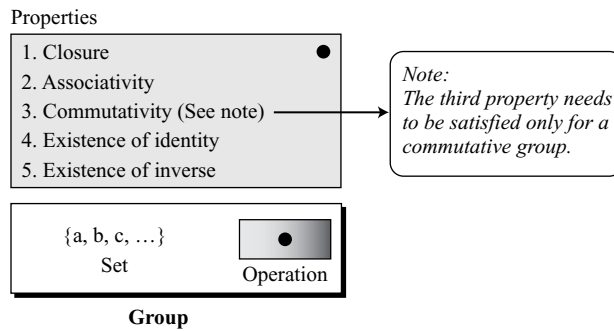 Properties
1. Closure
2. Associativity
3. Commutativity (See note)
4. Existence of identity
5. Existence of inverse
Note:
The third property needs
to be satisfied only for a
commutative group.
{a, b, c, …}
Set
Operation
Group